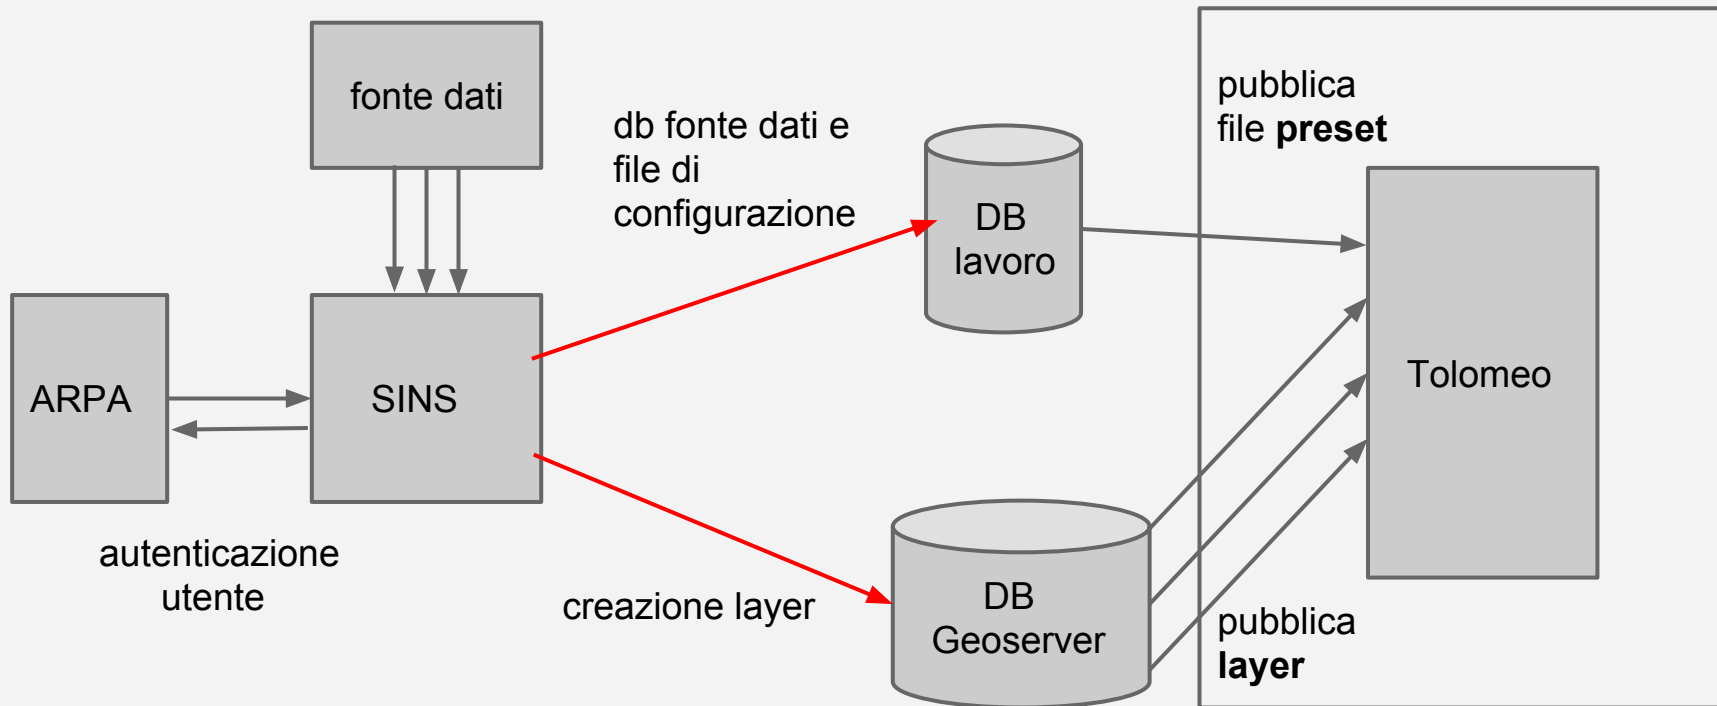 fonte dati
db fonte dati e
file di
configurazione
pubblica
file preset
DB
lavoro
ARPA
SINS
Tolomeo
autenticazione
utente
creazione layer
DB
Geoserver
pubblica
layer